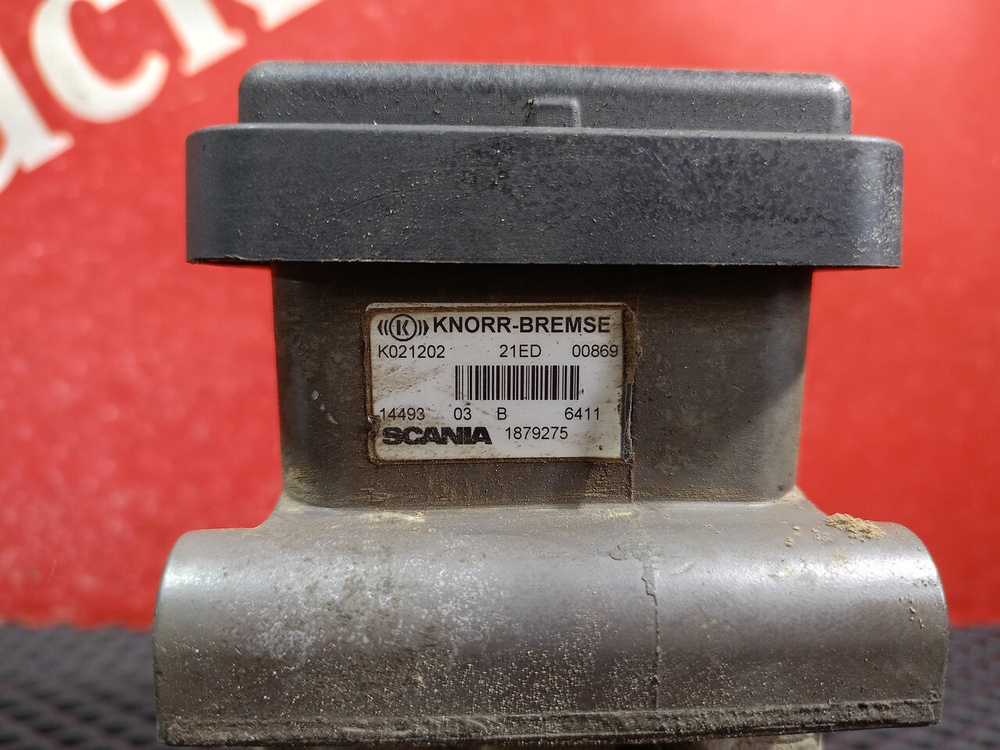 K KNORR-BREMSE
K021202 21ED 00869
14493 03 B 6411
SCANIA 1879275